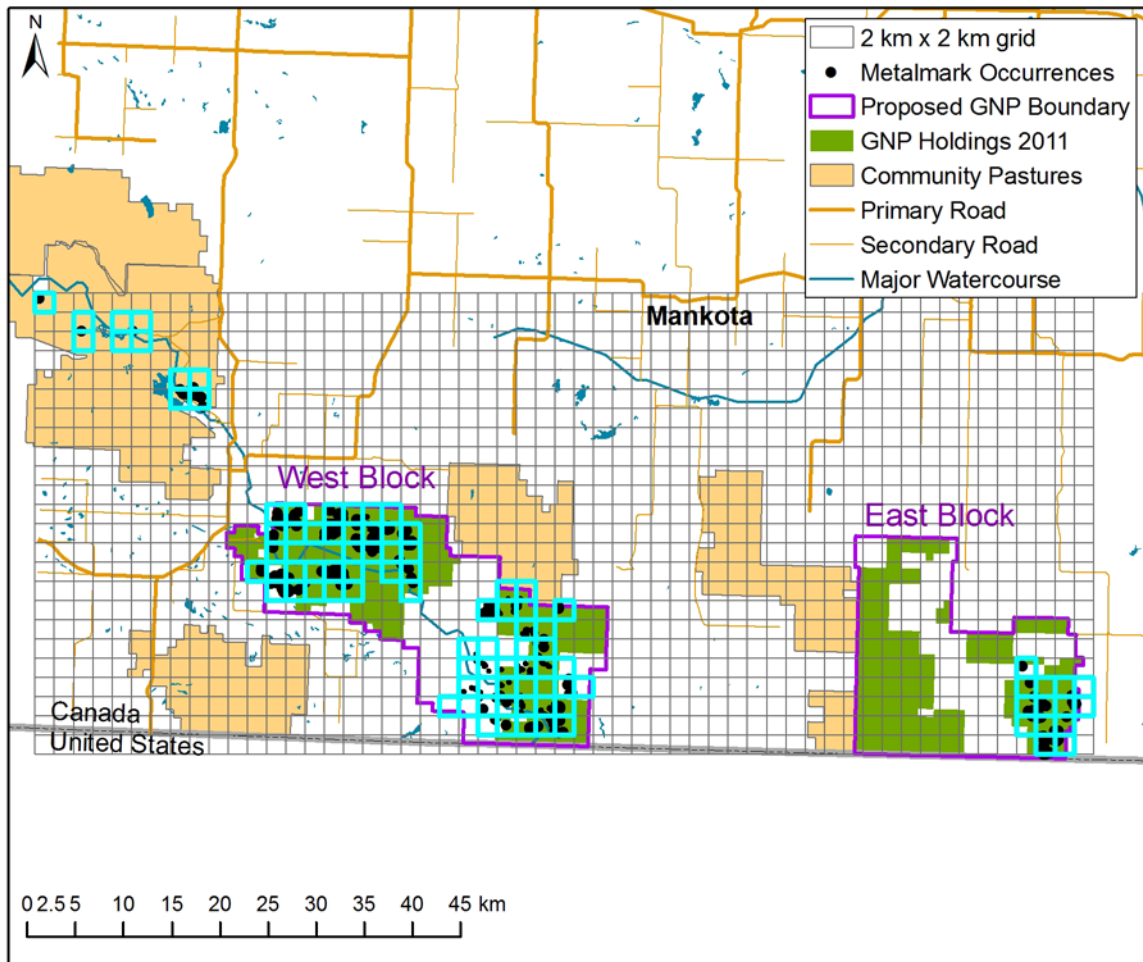 N
2 km x 2 km grid
Metalmark Occurrences
Proposed GNP Boundary
GNP Holdings 2011
Community Pastures
Primary Road
Secondary Road
Major Watercourse
Mankota
West Block
East Block
Canada
United States
0 2.5 5 10 15 20 25 30 35 40 45 km